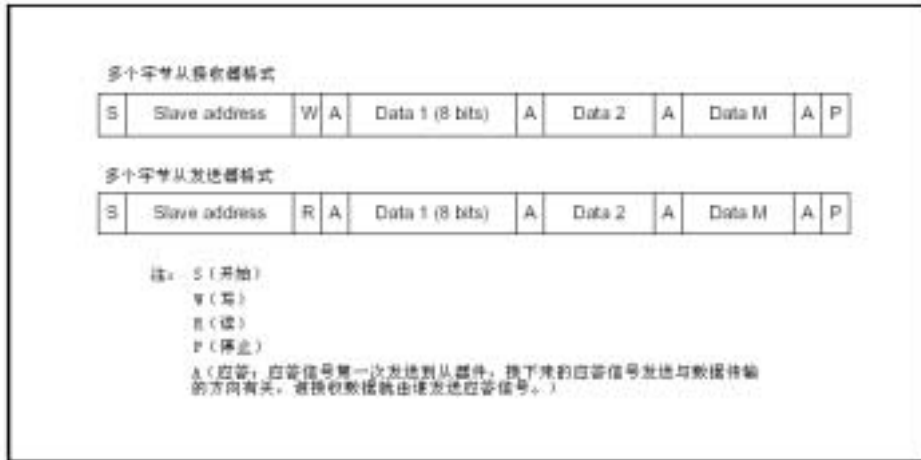 多个字节从接收器格式
S Slave address W A Data 1 (8 bits) A Data 2 A Data M A P
多个字节从发送器格式
S Slave address R A Data 1 (8 bits) A Data 2 A Data M A P
注：S（开始）
W（写）
R（读）
P（停止）
A（应答：应答信号第一次发送到从器件，接下来的应答信号发送与数据传输
的方向有关，谁接收数据就由谁发送应答信号。）